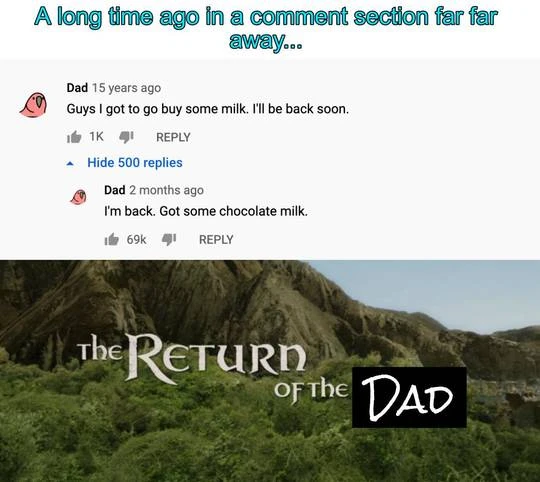 A long time ago in a comment section far far
away...
Dad 15 years ago
Guys I got to go buy some milk. I'll be back soon.
1K REPLY
Hide 500 replies
Dad 2 months ago
I'm back. Got some chocolate milk.
69k REPLY
The RETURN
OF THE DAD